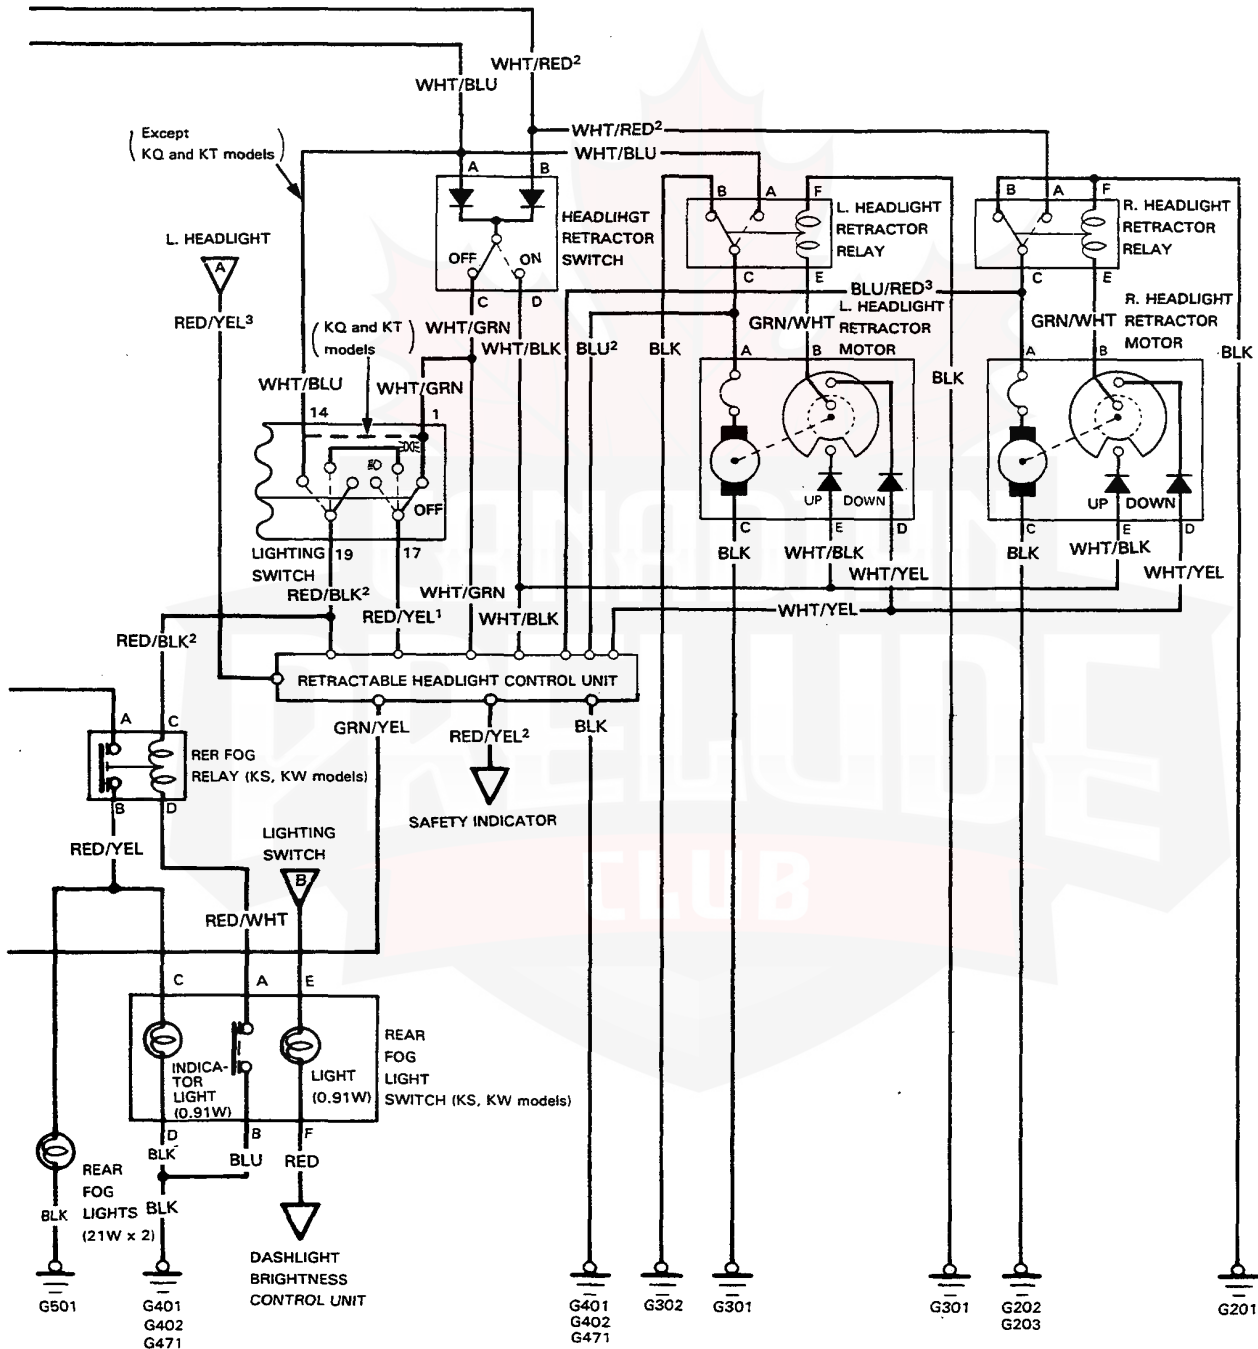 WHT/RED2
WHT/BLU
Except
KQ and KT models
WHT/RED2
WHT/BLU
A
B
HEADLIHGT
RETRACTOR
SWITCH
OFF
ON
C
D
B
A
F
L. HEADLIGHT
RETRACTOR
RELAY
C
E
B
A
F
R. HEADLIGHT
RETRACTOR
RELAY
C
E
L. HEADLIGHT
A
RED/YEL3
KQ and KT
models
WHT/GRN
WHT/BLK
BLU2
BLK
BLU/RED3
GRN/WHT
L. HEADLIGHT
RETRACTOR
MOTOR
BLK
GRN/WHT
R. HEADLIGHT
RETRACTOR
MOTOR
BLK
WHT/BLU
WHT/GRN
14
1
OFF
LIGHTING
SWITCH
19
17
A
B
UP
DOWN
C
E
D
A
B
UP
DOWN
C
E
D
BLK
WHT/BLK
WHT/YEL
BLK
WHT/BLK
WHT/YEL
RED/BLK2
RED/YEL1
WHT/GRN
WHT/BLK
WHT/YEL
RED/BLK2
RETRACTABLE HEADLIGHT CONTROL UNIT
GRN/YEL
RED/YEL2
BLK
SAFETY INDICATOR
A
C
RER FOG
RELAY (KS, KW models)
B
D
RED/YEL
LIGHTING
SWITCH
B
RED/WHT
C
A
E
INDICA-
TOR
LIGHT
(0.91W)
LIGHT
(0.91W)
REAR
FOG
LIGHT
SWITCH (KS, KW models)
D
B
F
BLK
BLU
RED
REAR
FOG
LIGHTS
(21W x 2)
BLK
BLK
DASHLIGHT
BRIGHTNESS
CONTROL UNIT
G501
G401
G402
G471
G401
G402
G471
G302
G301
G301
G202
G203
G201
CANADIAN
PRELUDE
CLUB